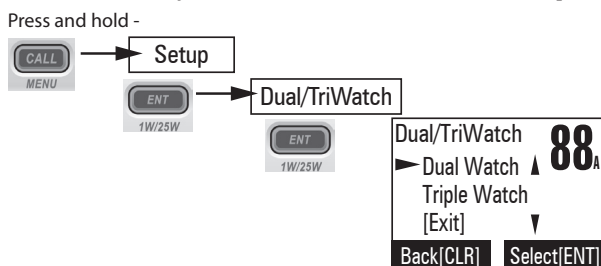 Press and hold -
CALL
MENU
Setup
ENT
1W/25W
Dual/TriWatch
ENT
1W/25W
Dual/TriWatch
88A
Dual Watch
Triple Watch
[Exit]
Back[CLR] Select[ENT]